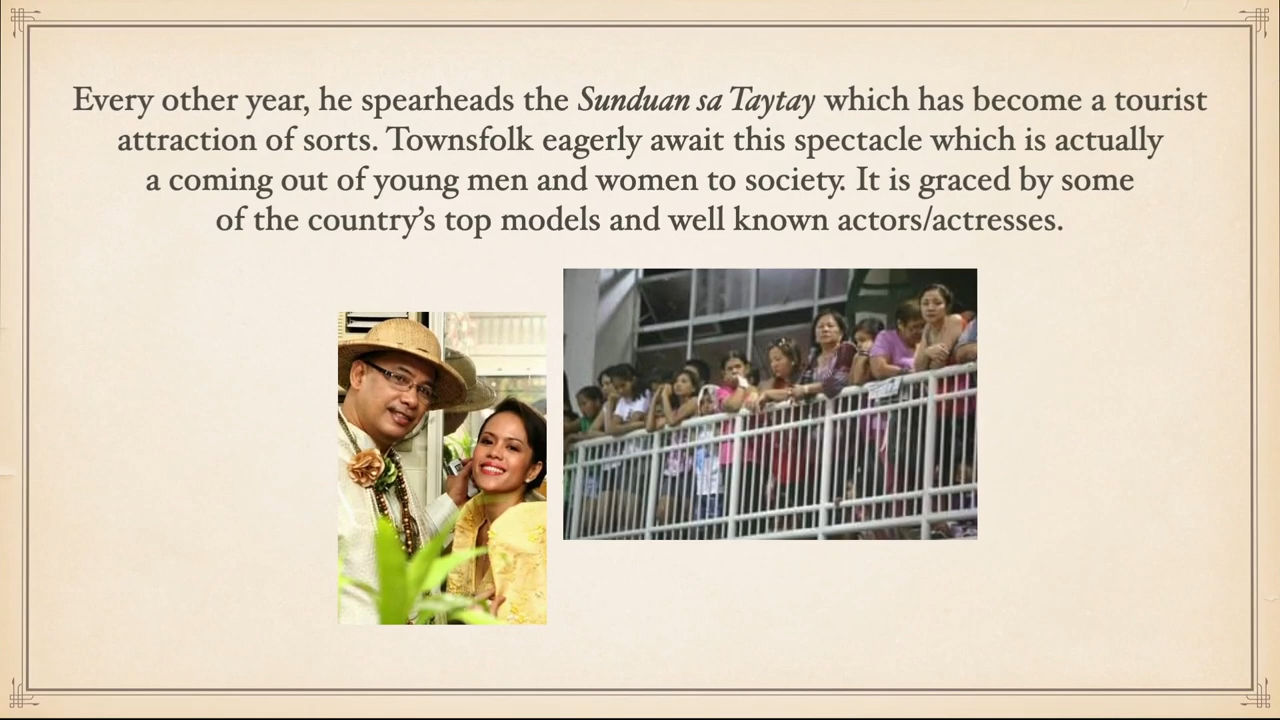 Every other year, he spearheads the Sunduan sa Taytay which has become a tourist
attraction of sorts. Townsfolk eagerly await this spectacle which is actually
a coming out of young men and women to society. It is graced by some
of the country’s top models and well known actors/actresses.